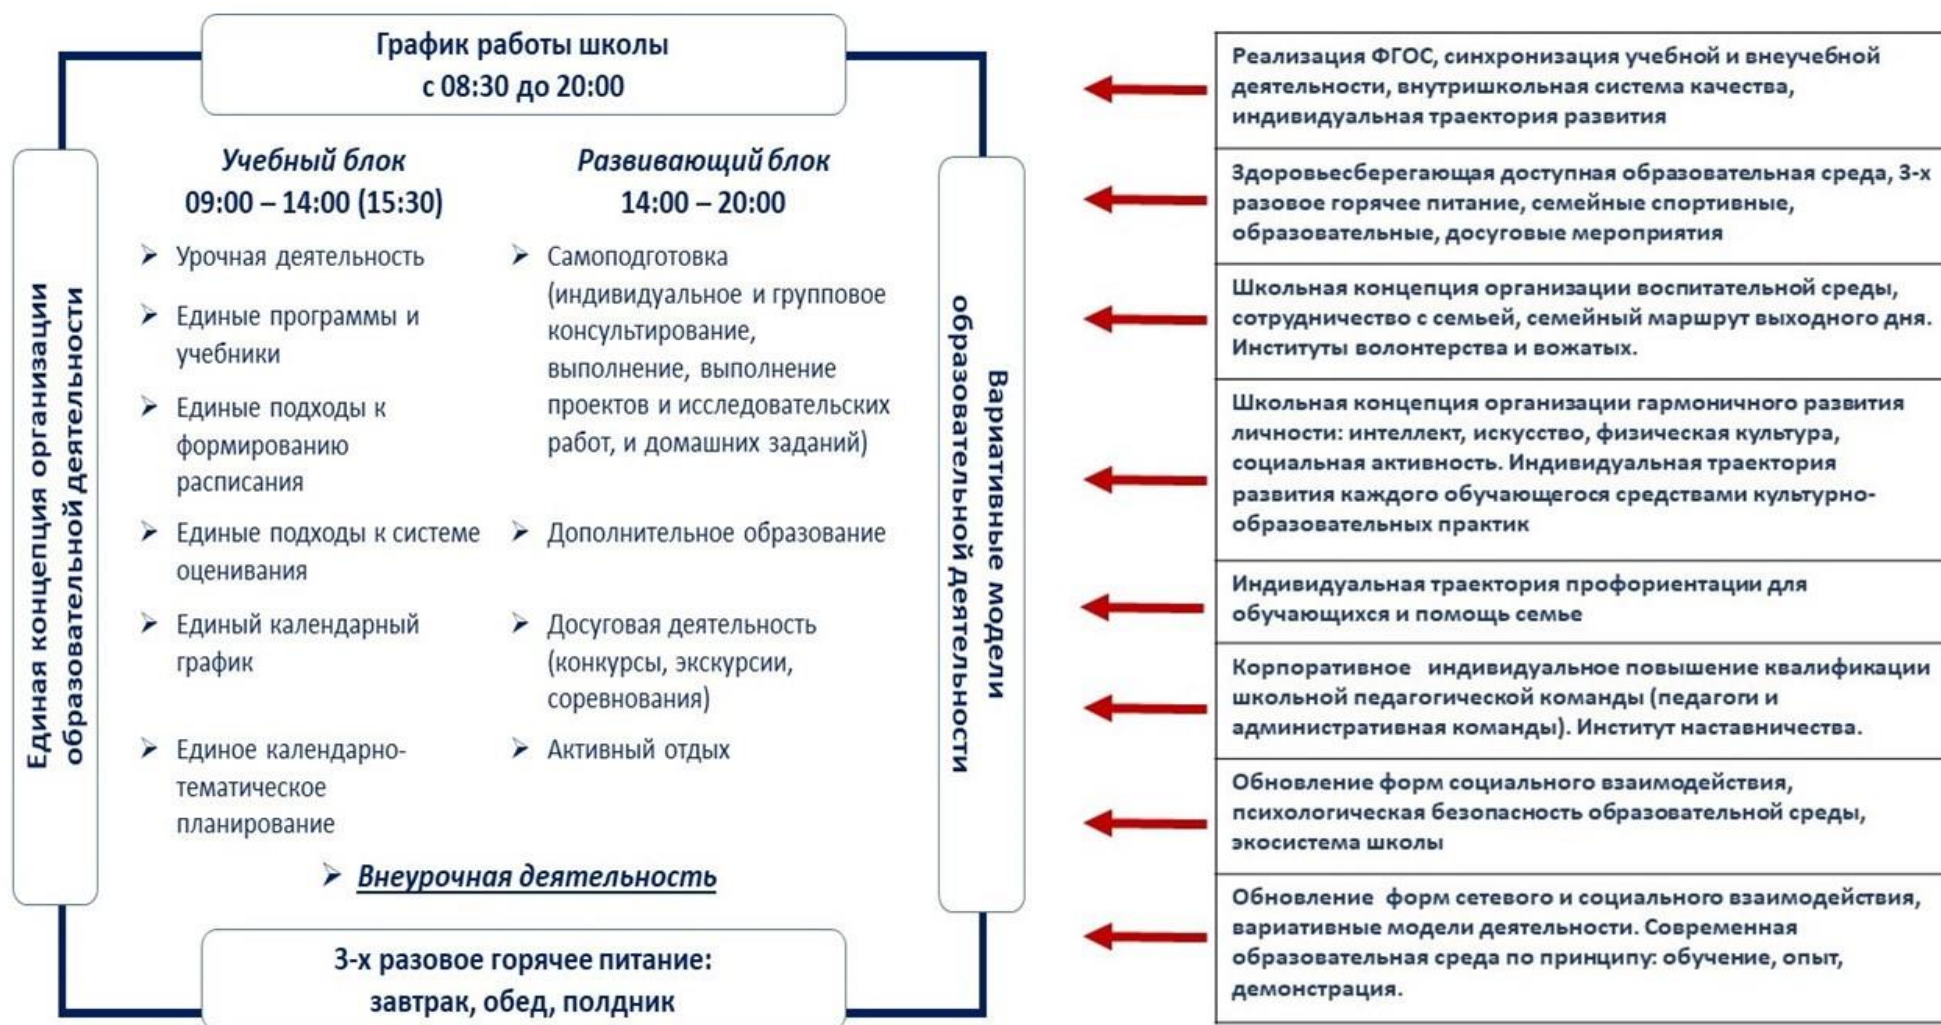 График работы школы
с 08:30 до 20:00
Единая концепция организации
образовательной деятельности
Учебный блок
09:00 – 14:00 (15:30)
➢ Урочная деятельность
➢ Единые программы и
учебники
➢ Единые подходы к
формированию
расписания
➢ Единые подходы к системе
оценивания
➢ Единый календарный
график
➢ Единое календарно-
тематическое
планирование
Развивающий блок
14:00 – 20:00
➢ Самоподготовка
(индивидуальное и групповое
консультирование,
выполнение, выполнение
проектов и исследовательских
работ, и домашних заданий)
➢ Дополнительное образование
➢ Досуговая деятельность
(конкурсы, экскурсии,
соревнования)
➢ Активный отдых
➢ Внеурочная деятельность
Вариативные модели
образовательной деятельности
3-х разовое горячее питание:
завтрак, обед, полдник
Реализация ФГОС, синхронизация учебной и внеучебной
деятельности, внутришкольная система качества,
индивидуальная траектория развития
Здоровьесберегающая доступная образовательная среда, 3-х
разовое горячее питание, семейные спортивные,
образовательные, досуговые мероприятия
Школьная концепция организации воспитательной среды,
сотрудничество с семьей, семейный маршрут выходного дня.
Институты волонтерства и вожатых.
Школьная концепция организации гармоничного развития
личности: интеллект, искусство, физическая культура,
социальная активность. Индивидуальная траектория
развития каждого обучающегося средствами культурно-
образовательных практик
Индивидуальная траектория профориентации для
обучающихся и помощь семье
Корпоративное индивидуальное повышение квалификации
школьной педагогической команды (педагоги и
административная команды). Институт наставничества.
Обновление форм социального взаимодействия,
психологическая безопасность образовательной среды,
экосистема школы
Обновление форм сетевого и социального взаимодействия,
вариативные модели деятельности. Современная
образовательная среда по принципу: обучение, опыт,
демонстрация.